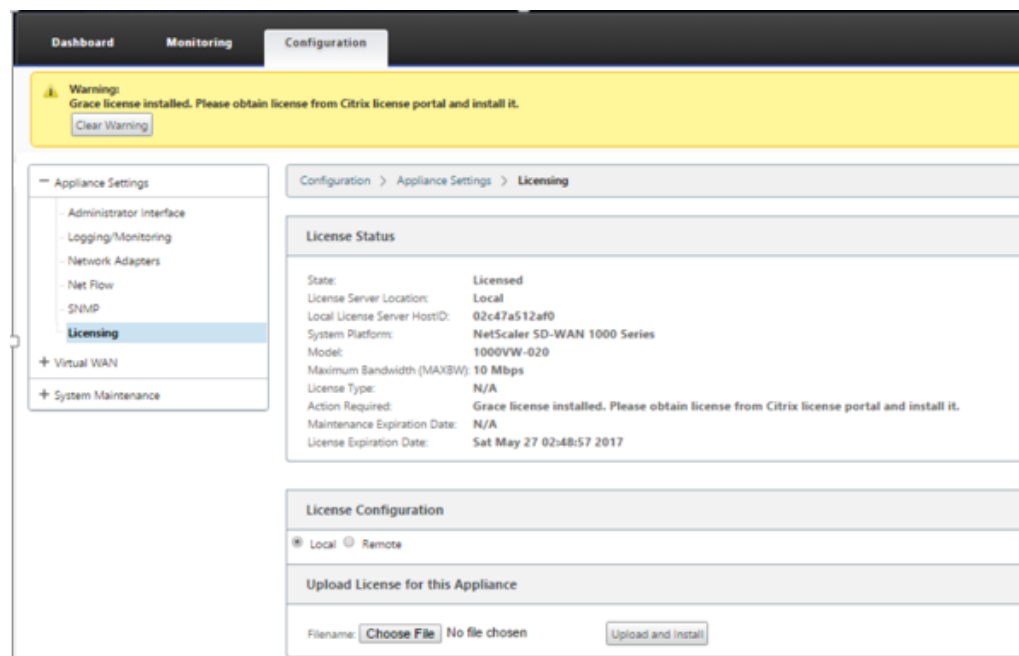 Dashboard Monitoring Configuration
Warning:
Grace license installed. Please obtain license from Citrix license portal and install it.
Clear Warning
Appliance Settings
Administrator Interface
Logging/Monitoring
Network Adapters
Net Flow
SNMP
Licensing
Virtual WAN
System Maintenance
Configuration > Appliance Settings > Licensing
License Status
State: Licensed
License Server Location: Local
Local License Server HostID: 02c47a512af0
System Platform: NetScaler SD-WAN 1000 Series
Model: 1000VW-020
Maximum Bandwidth (MAXBW): 10 Mbps
License Type: N/A
Action Required: Grace license installed. Please obtain license from Citrix license portal and install it.
Maintenance Expiration Date: N/A
License Expiration Date: Sat May 27 02:48:57 2017
License Configuration
Local Remote
Upload License for this Appliance
Filename: Choose File No file chosen Upload and Install